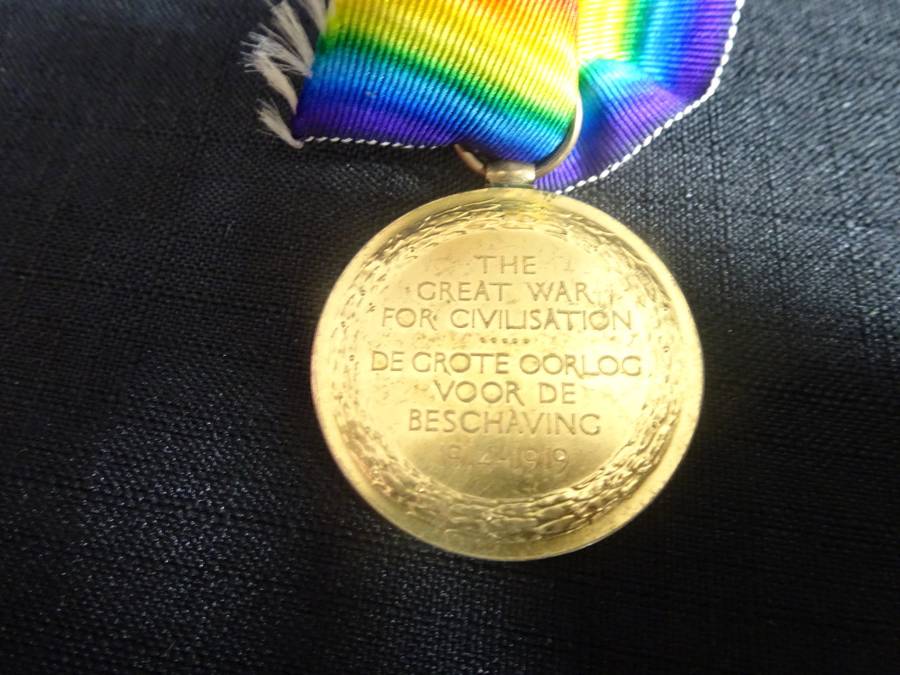 THE
GREAT WAR
FOR CIVILISATION
DE GROTE OORLOG
VOOR DE
BESCHAVING
1914-1919